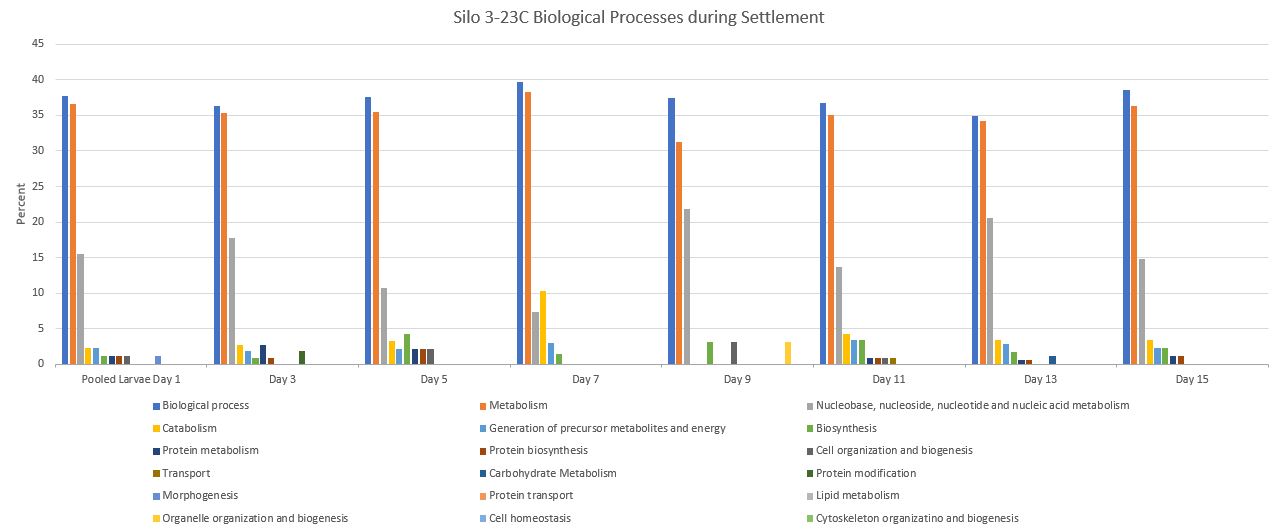 Silo 3-23C Biological Processes during Settlement
45
40
35
30
25
20
15
10
5
0
Percent
Pooled Larvae Day 1 Day 3 Day 5 Day 7 Day 9 Day 11 Day 13 Day 15
Biological process Metabolism Nucleobase, nucleoside, nucleotide and nucleic acid metabolism
Catabolism Generation of precursor metabolites and energy Biosynthesis
Protein metabolism Protein biosynthesis Cell organization and biogenesis
Transport Carbohydrate Metabolism Protein modification
Morphogenesis Protein transport Lipid metabolism
Organelle organization and biogenesis Cell homeostasis Cytoskeleton organizatino and biogenesis